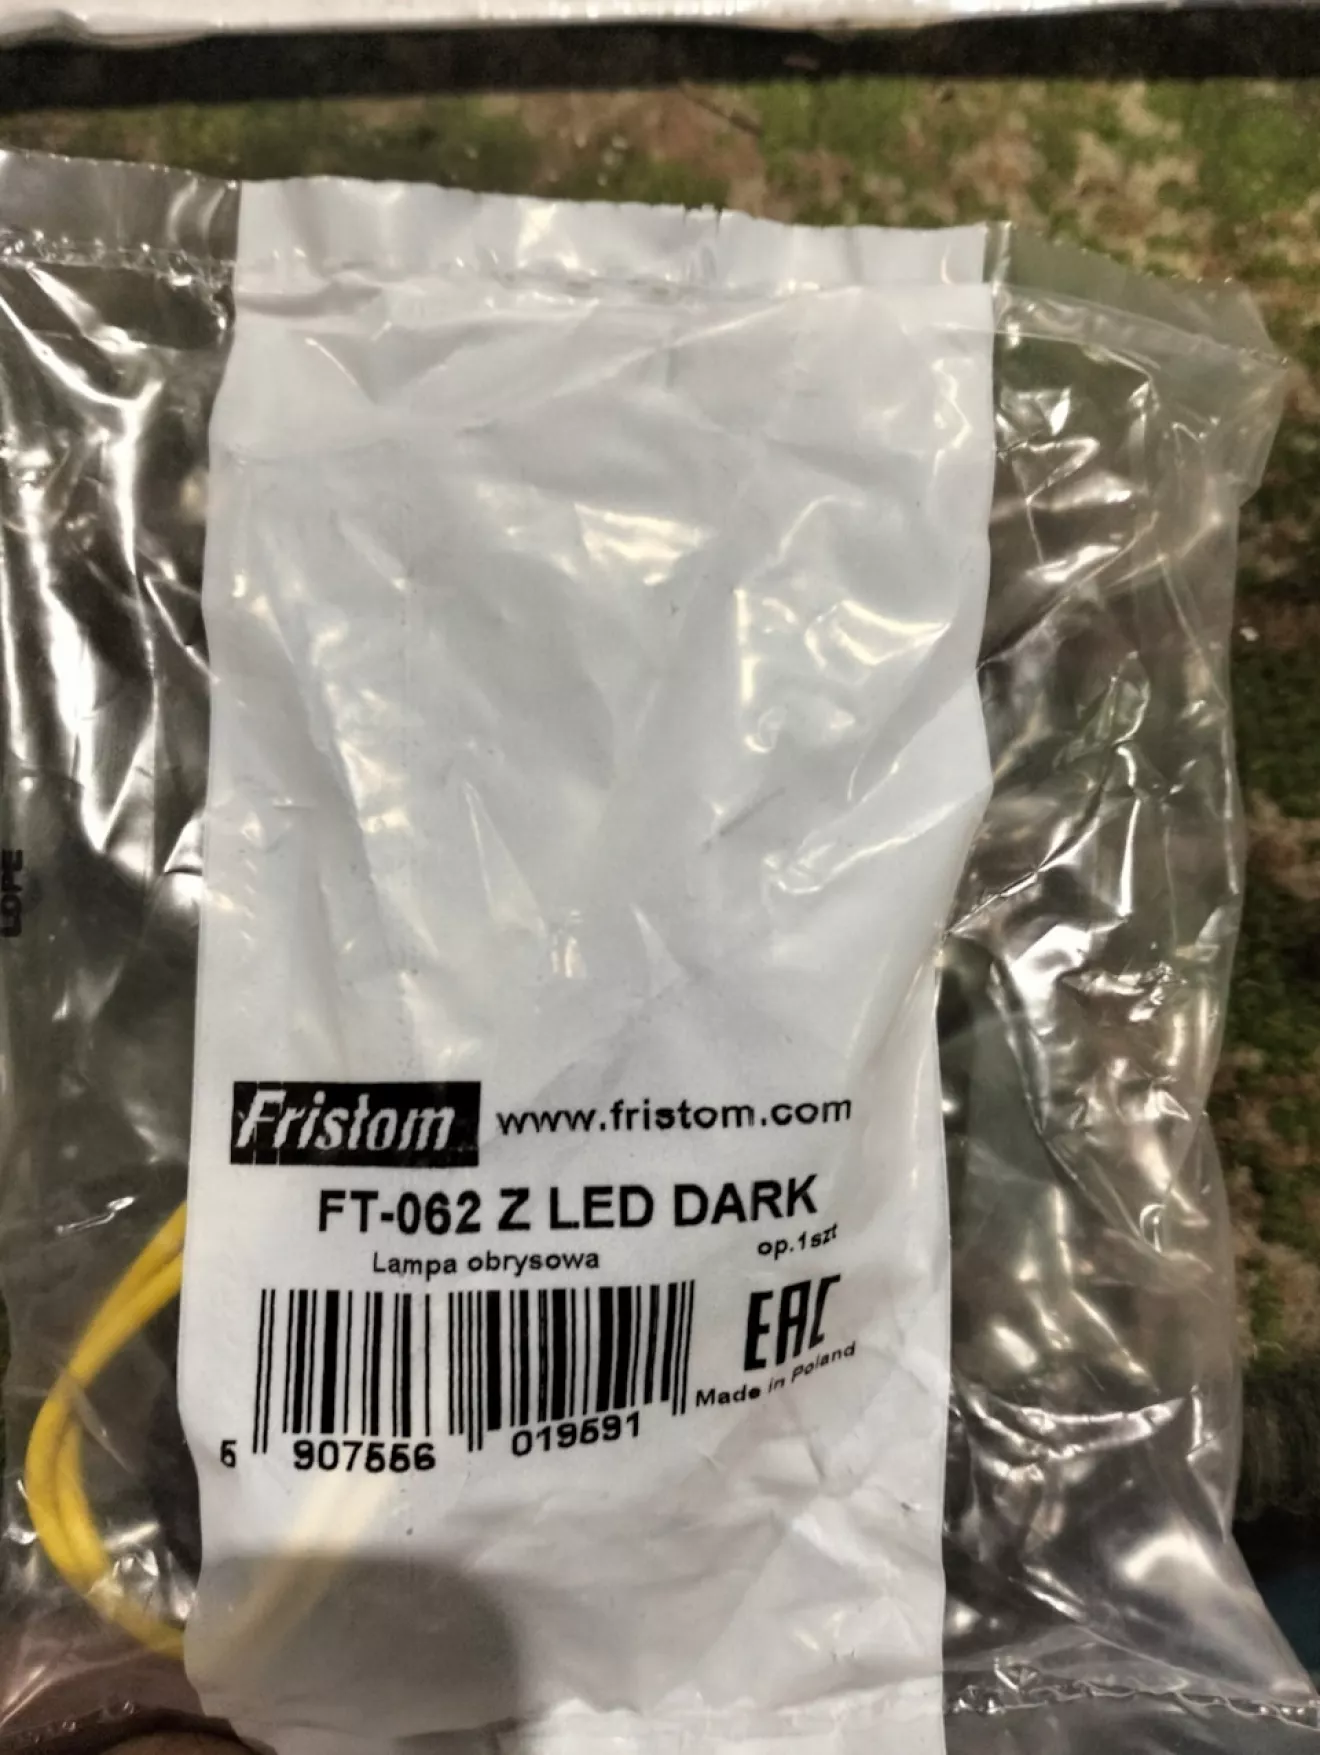 LDPE
Fristom www.fristom.com
FT-062 Z LED DARK
Lampa obrysowa op.1szt
EAC
Made in Poland
5 907556 019591